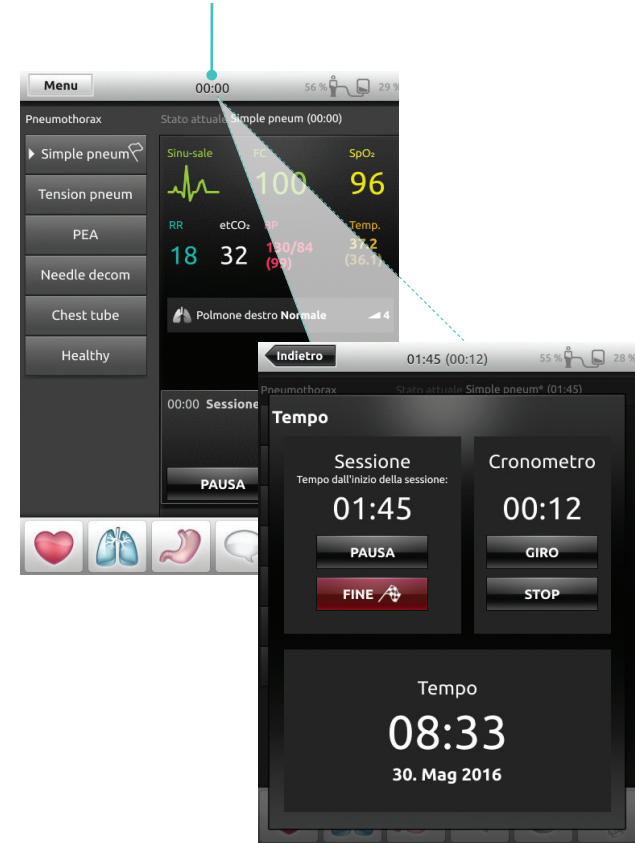 Menu
00:00
56 %
29 %
Pneumothorax
Stato attuale Simple pneum (00:00)
Simple pneum
Tension pneum
PEA
Needle decom
Chest tube
Healthy
Sinu-sale
FC
SpO₂
100
96
RR
etCO₂
BP
Temp.
18
32
130/84
(99)
37.2
(36.1)
Polmone destro Normale
4
00:00 Sessione
PAUSA
Indietro
01:45 (00:12)
55 %
28 %
Pneumothorax
Stato attuale Simple pneum* (01:45)
Tempo
Sessione
Tempo dall'inizio della sessione:
01:45
PAUSA
FINE
Cronometro
00:12
GIRO
STOP
Tempo
08:33
30. Mag 2016